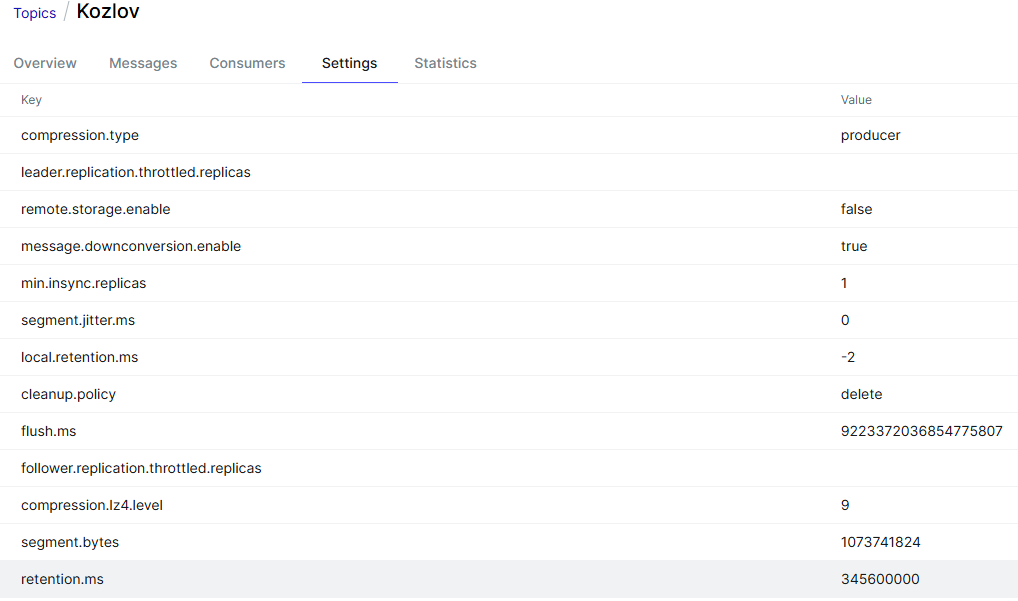 Topics / Kozlov
Overview Messages Consumers Settings Statistics
Key Value
compression.type producer
leader.replication.throttled.replicas
remote.storage.enable false
message.downconversion.enable true
min.insync.replicas 1
segment.jitter.ms 0
local.retention.ms -2
cleanup.policy delete
flush.ms 9223372036854775807
follower.replication.throttled.replicas
compression.lz4.level 9
segment.bytes 1073741824
retention.ms 345600000